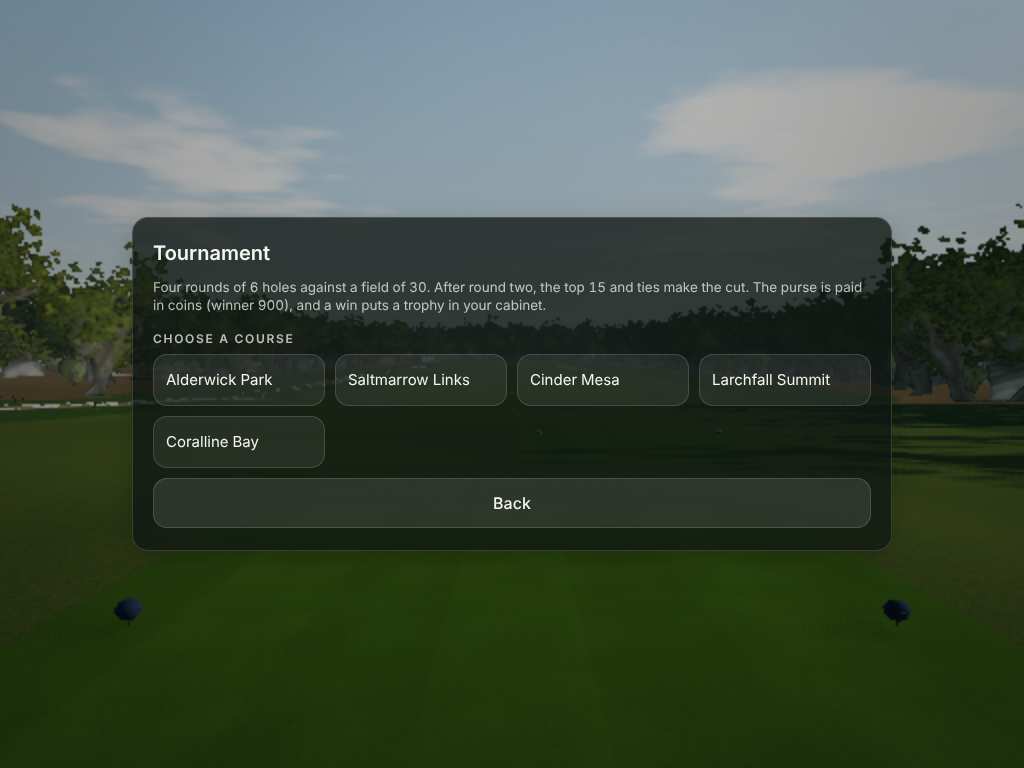 Tournament
Four rounds of 6 holes against a field of 30. After round two, the top 15 and ties make the cut. The purse is paid
in coins (winner 900), and a win puts a trophy in your cabinet.
CHOOSE A COURSE
Alderwick Park
Saltmarrow Links
Cinder Mesa
Larchfall Summit
Coralline Bay
Back